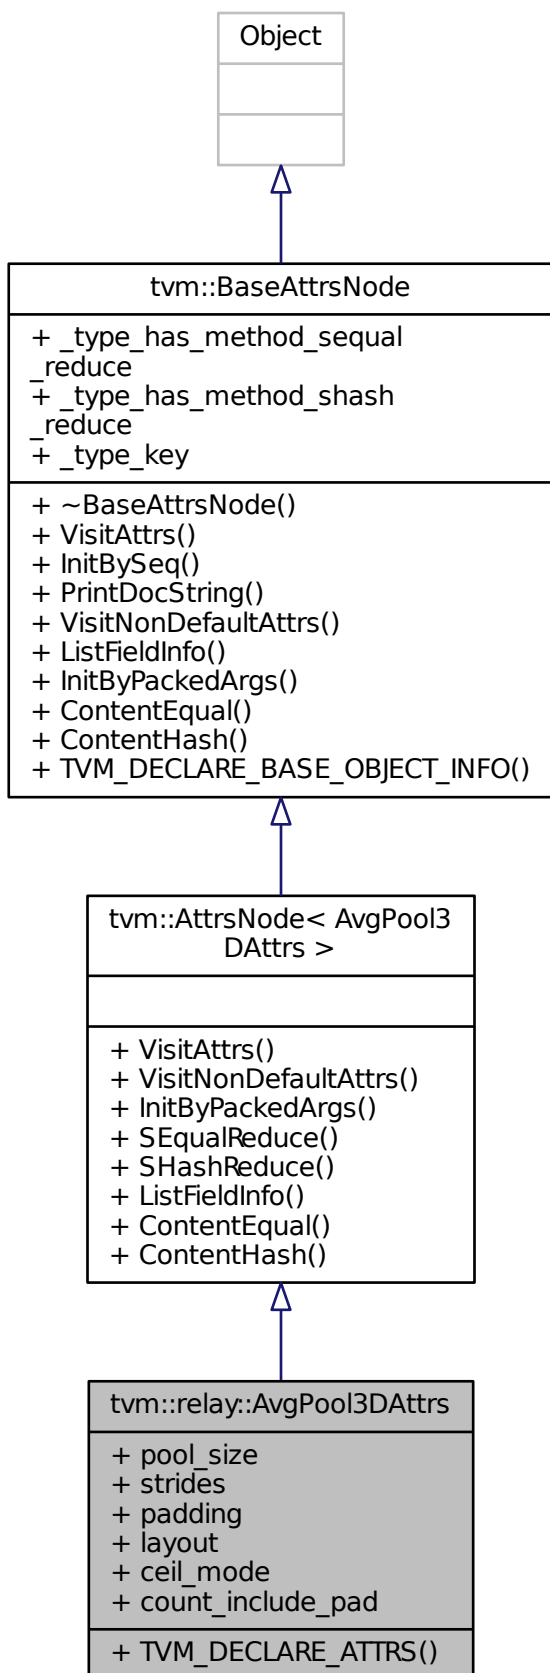 Object
tvm::BaseAttrsNode
+ _type_has_method_sequal
_reduce
+ _type_has_method_shash
_reduce
+ _type_key
+ ~BaseAttrsNode()
+ VisitAttrs()
+ InitBySeq()
+ PrintDocString()
+ VisitNonDefaultAttrs()
+ ListFieldInfo()
+ InitByPackedArgs()
+ ContentEqual()
+ ContentHash()
+ TVM_DECLARE_BASE_OBJECT_INFO()
tvm::AttrsNode< AvgPool3
DAttrs >
+ VisitAttrs()
+ VisitNonDefaultAttrs()
+ InitByPackedArgs()
+ SEqualReduce()
+ SHashReduce()
+ ListFieldInfo()
+ ContentEqual()
+ ContentHash()
tvm::relay::AvgPool3DAttrs
+ pool_size
+ strides
+ padding
+ layout
+ ceil_mode
+ count_include_pad
+ TVM_DECLARE_ATTRS()